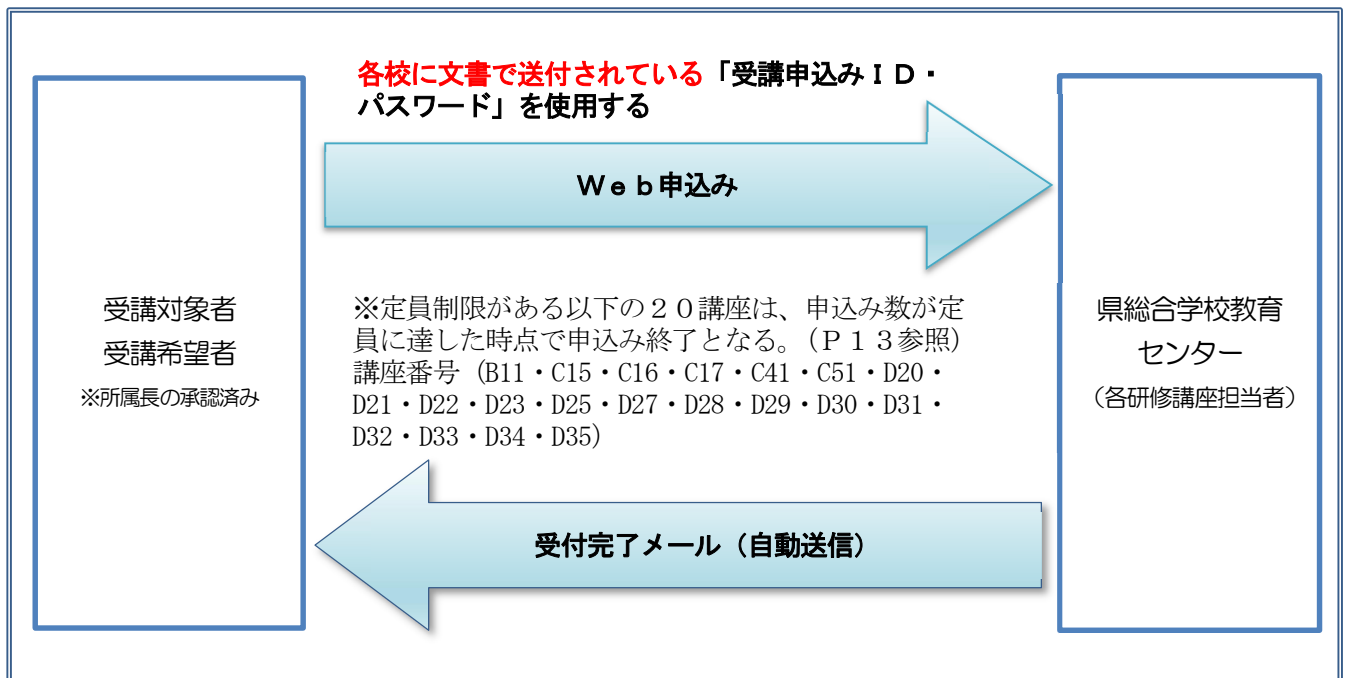 各校に文書で送付されている「受講申込みＩＤ・
パスワード」を使用する
Ｗｅｂ申込み
受講対象者
受講希望者
※所属長の承認済み
※定員制限がある以下の２０講座は、申込み数が定
員に達した時点で申込み終了となる。（Ｐ１３参照）
講座番号（B11・C15・C16・C17・C41・C51・D20・
D21・D22・D23・D25・D27・D28・D29・D30・D31・
D32・D33・D34・D35）
県総合学校教育
センター
（各研修講座担当者）
受付完了メール（自動送信）